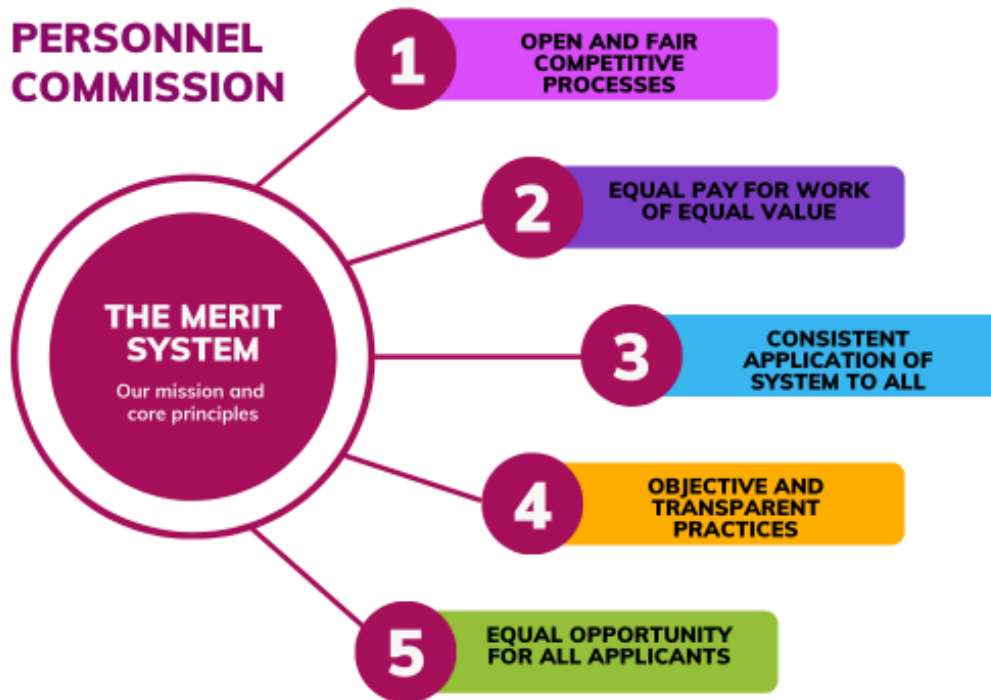 PERSONNEL
COMMISSION
1
OPEN AND FAIR
COMPETITIVE
PROCESSES
2
EQUAL PAY FOR WORK
OF EQUAL VALUE
THE MERIT
SYSTEM
Our mission and
core principles
3
CONSISTENT
APPLICATION OF
SYSTEM TO ALL
4
OBJECTIVE AND
TRANSPARENT
PRACTICES
5
EQUAL OPPORTUNITY
FOR ALL APPLICANTS